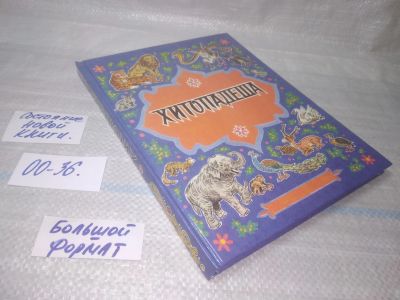 ХИТОПАДЕША
Состояние
новой
книги.
00-36.
Большой
формат